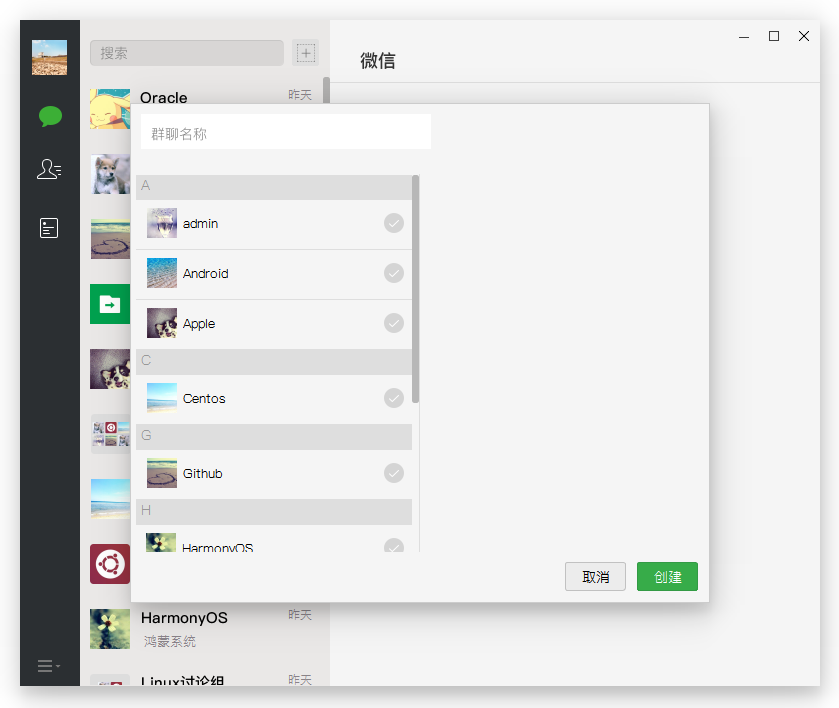 搜索
微信
Oracle
昨天
群聊名称
A
admin
Android
Apple
C
Centos
G
Github
H
HarmonyOS
取消
创建
HarmonyOS
昨天
鸿蒙系统
Linux讨论组
昨天